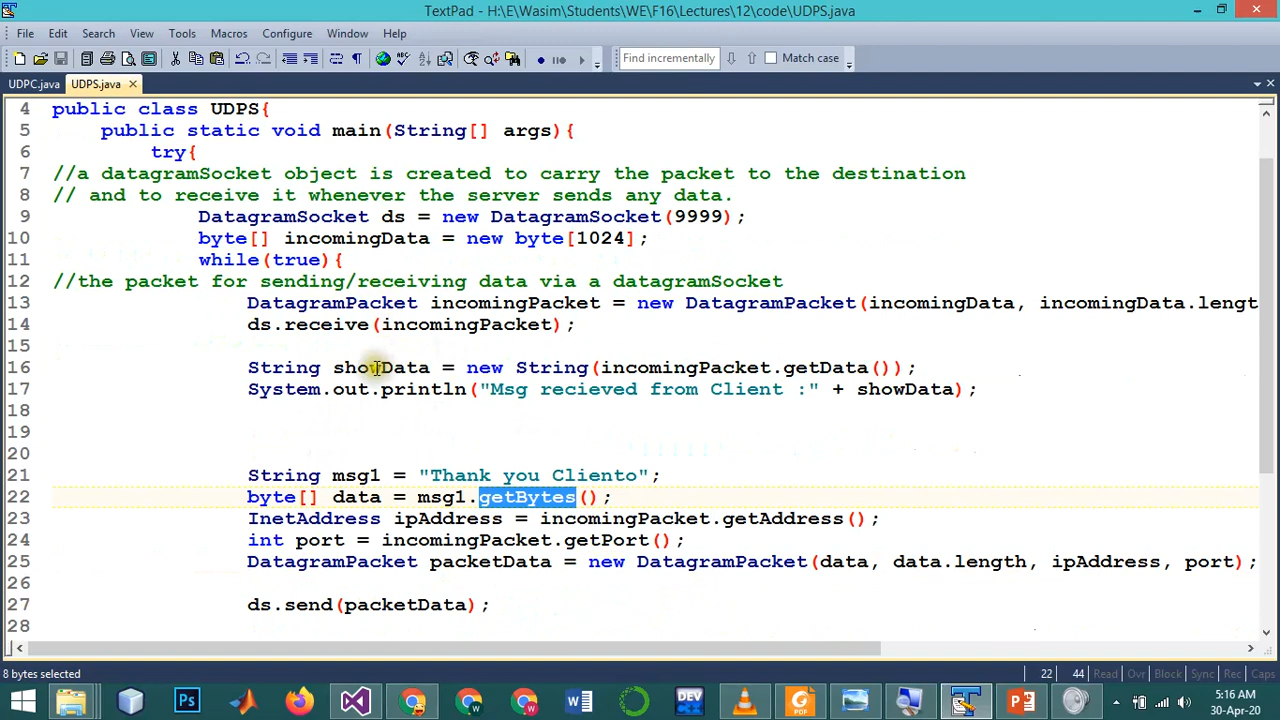 TextPad - H:\E\Wasim\Students\WE\F16\Lectures\12\code\UDPS.java
File Edit Search View Tools Macros Configure Window Help
Find incrementally Match case
UDPC.java UDPS.java
4 public class UDPS{
5 public static void main(String[] args){
6 try{
7 //a datagramSocket object is created to carry the packet to the destination
8 // and to receive it whenever the server sends any data.
9 DatagramSocket ds = new DatagramSocket(9999);
10 byte[] incomingData = new byte[1024];
11 while(true){
12 //the packet for sending/receiving data via a datagramSocket
13 DatagramPacket incomingPacket = new DatagramPacket(incomingData, incomingData.length
14 ds.receive(incomingPacket);
15
16 String showData = new String(incomingPacket.getData());
17 System.out.println("Msg recieved from Client :" + showData);
18
19
20
21 String msg1 = "Thank you Cliento";
22 byte[] data = msg1.getBytes();
23 InetAddress ipAddress = incomingPacket.getAddress();
24 int port = incomingPacket.getPort();
25 DatagramPacket packetData = new DatagramPacket(data, data.length, ipAddress, port);
26
27 ds.send(packetData);
28
8 bytes selected 22 44 Read Ovr Block Sync Rec Caps
Ps W W W DEV PDF P
5:16 AM
30-Apr-20